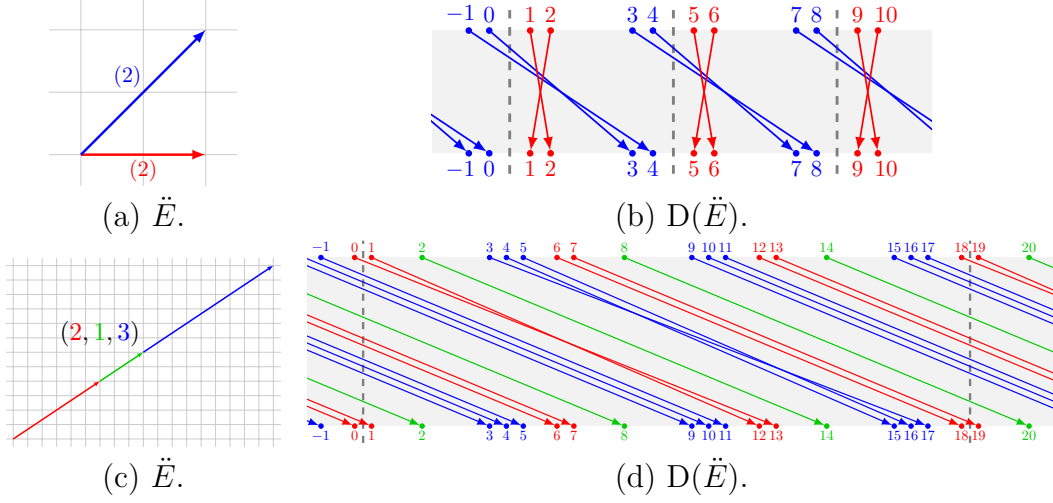 (2)
(2)
(a) Ë.
−1 0 1 2 3 4 5 6 7 8 9 10
−1 0 1 2 3 4 5 6 7 8 9 10
(b) D(Ë).
(2, 1, 3)
(c) Ë.
−1 0 1 2 3 4 5 6 7 8 9 10 11 12 13 14 15 16 17 18 19 20
−1 0 1 2 3 4 5 6 7 8 9 10 11 12 13 14 15 16 17 18 19 20
(d) D(Ë).